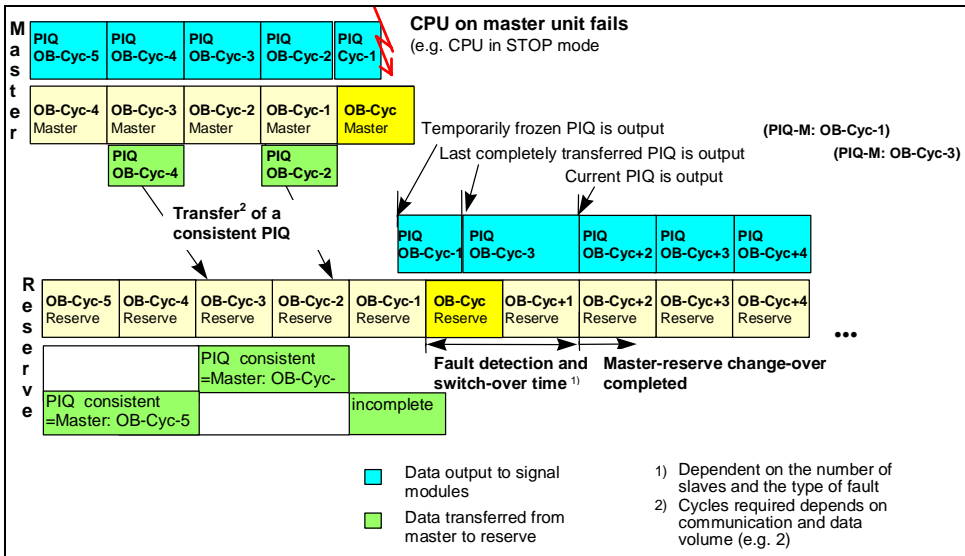 Master
CPU on master unit fails
(e.g. CPU in STOP mode
PIQ
OB-Cyc-5
PIQ
OB-Cyc-4
PIQ
OB-Cyc-3
PIQ
OB-Cyc-2
PIQ
Cyc-1
OB-Cyc-4
Master
OB-Cyc-3
Master
OB-Cyc-2
Master
OB-Cyc-1
Master
OB-Cyc
Master
PIQ
OB-Cyc-4
PIQ
OB-Cyc-2
Temporarily frozen PIQ is output
(PIQ-M: OB-Cyc-1)
Last completely transferred PIQ is output
(PIQ-M: OB-Cyc-3)
Current PIQ is output
Transfer2 of a
consistent PIQ
PIQ
OB-Cyc-1
PIQ
OB-Cyc-3
PIQ
OB-Cyc+2
PIQ
OB-Cyc+3
PIQ
OB-Cyc+4
Reserve
OB-Cyc-5
Reserve
OB-Cyc-4
Reserve
OB-Cyc-3
Reserve
OB-Cyc-2
Reserve
OB-Cyc-1
Reserve
OB-Cyc
Reserve
OB-Cyc+1
Reserve
OB-Cyc+2
Reserve
OB-Cyc+3
Reserve
OB-Cyc+4
Reserve
...
PIQ consistent
=Master: OB-Cyc-
Fault detection and
switch-over time 1)
Master-reserve change-over
completed
PIQ consistent
=Master: OB-Cyc-5
incomplete
Data output to signal
modules
Data transferred from
master to reserve
1) Dependent on the number of
slaves and the type of fault
2) Cycles required depends on
communication and data
volume (e.g. 2)